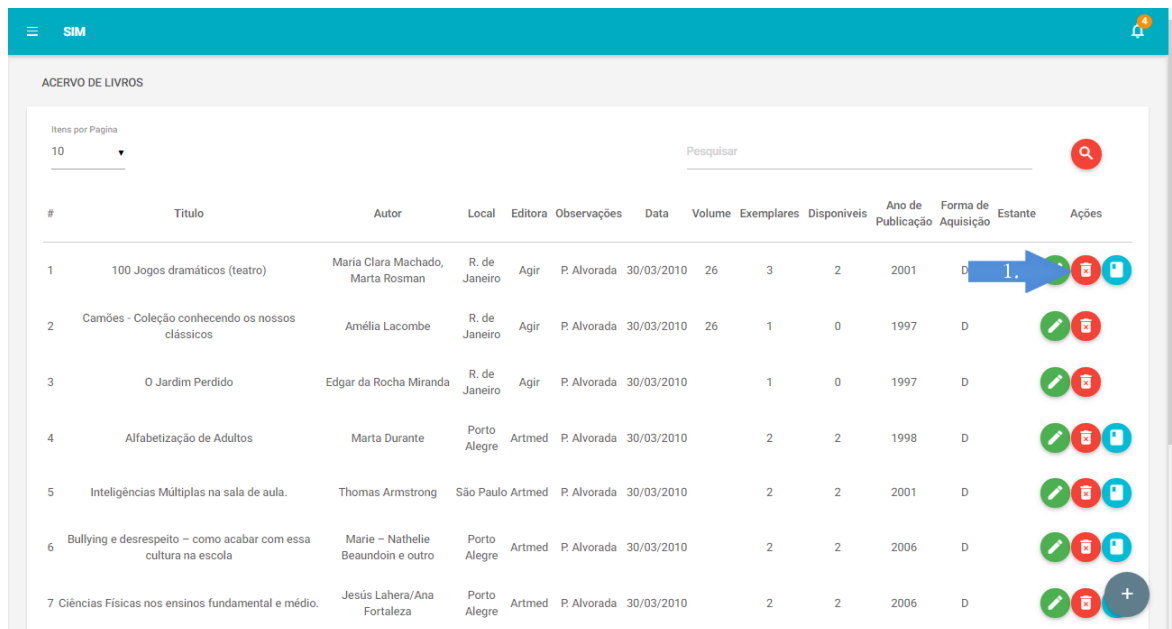 SIM
4
ACERVO DE LIVROS
Itens por Pagina
10
Pesquisar
# Titulo Autor Local Editora Observações Data Volume Exemplares Disponiveis Ano de Publicação Forma de Aquisição Estante Ações
1 100 Jogos dramáticos (teatro) Maria Clara Machado, Marta Rosman R. de Janeiro Agir P. Alvorada 30/03/2010 26 3 2 2001 D 1.
2 Camões - Coleção conhecendo os nossos clássicos Amélia Lacombe R. de Janeiro Agir P. Alvorada 30/03/2010 26 1 0 1997 D
3 O Jardim Perdido Edgar da Rocha Miranda R. de Janeiro Agir P. Alvorada 30/03/2010 1 0 1997 D
4 Alfabetização de Adultos Marta Durante Porto Alegre Artmed P. Alvorada 30/03/2010 2 2 1998 D
5 Inteligências Múltiplas na sala de aula. Thomas Armstrong São Paulo Artmed P. Alvorada 30/03/2010 2 2 2001 D
6 Bullying e desrespeito – como acabar com essa cultura na escola Marie – Nathelie Beaundoin e outro Porto Alegre Artmed P. Alvorada 30/03/2010 2 2 2006 D
7 Ciências Físicas nos ensinos fundamental e médio. Jesús Lahera/Ana Fortaleza Porto Alegre Artmed P. Alvorada 30/03/2010 2 2 2006 D
+